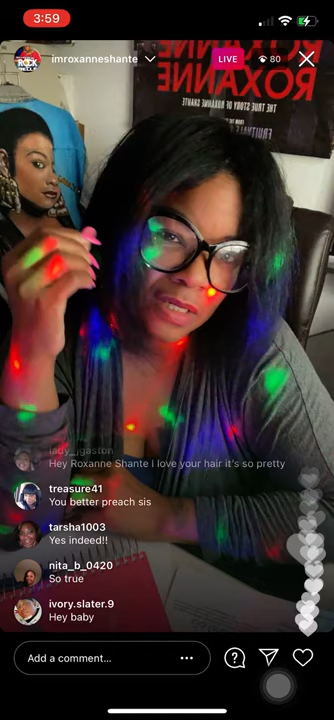 3:59
imroxanneshante
LIVE
80
ROXANNE
ROXANNE
THE TRUE STORY OF ROXANNE SHANTE
lady_jgaston
Hey Roxanne Shante I love your hair it's so pretty
treasure41
You better preach sis
tarsha1003
Yes indeed!!
nita_b_0420
So true
ivory.slater.9
Hey baby
Add a comment...